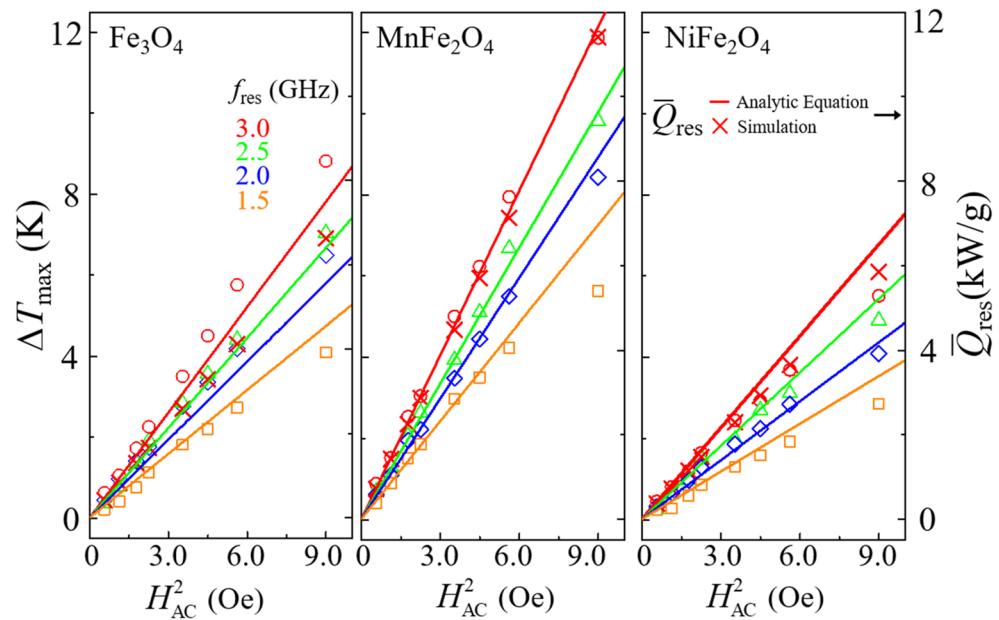 Fe₃O₄
MnFe₂O₄
NiFe₂O₄
f_res (GHz)
3.0
2.5
2.0
1.5
Q̅_res
Analytic Equation
Simulation
→
ΔT_max (K)
12
8
4
0
Q̅_res(kW/g)
12
8
4
0
0 3.0 6.0 9.0
0 3.0 6.0 9.0
0 3.0 6.0 9.0
H²_AC (Oe)
H²_AC (Oe)
H²_AC (Oe)